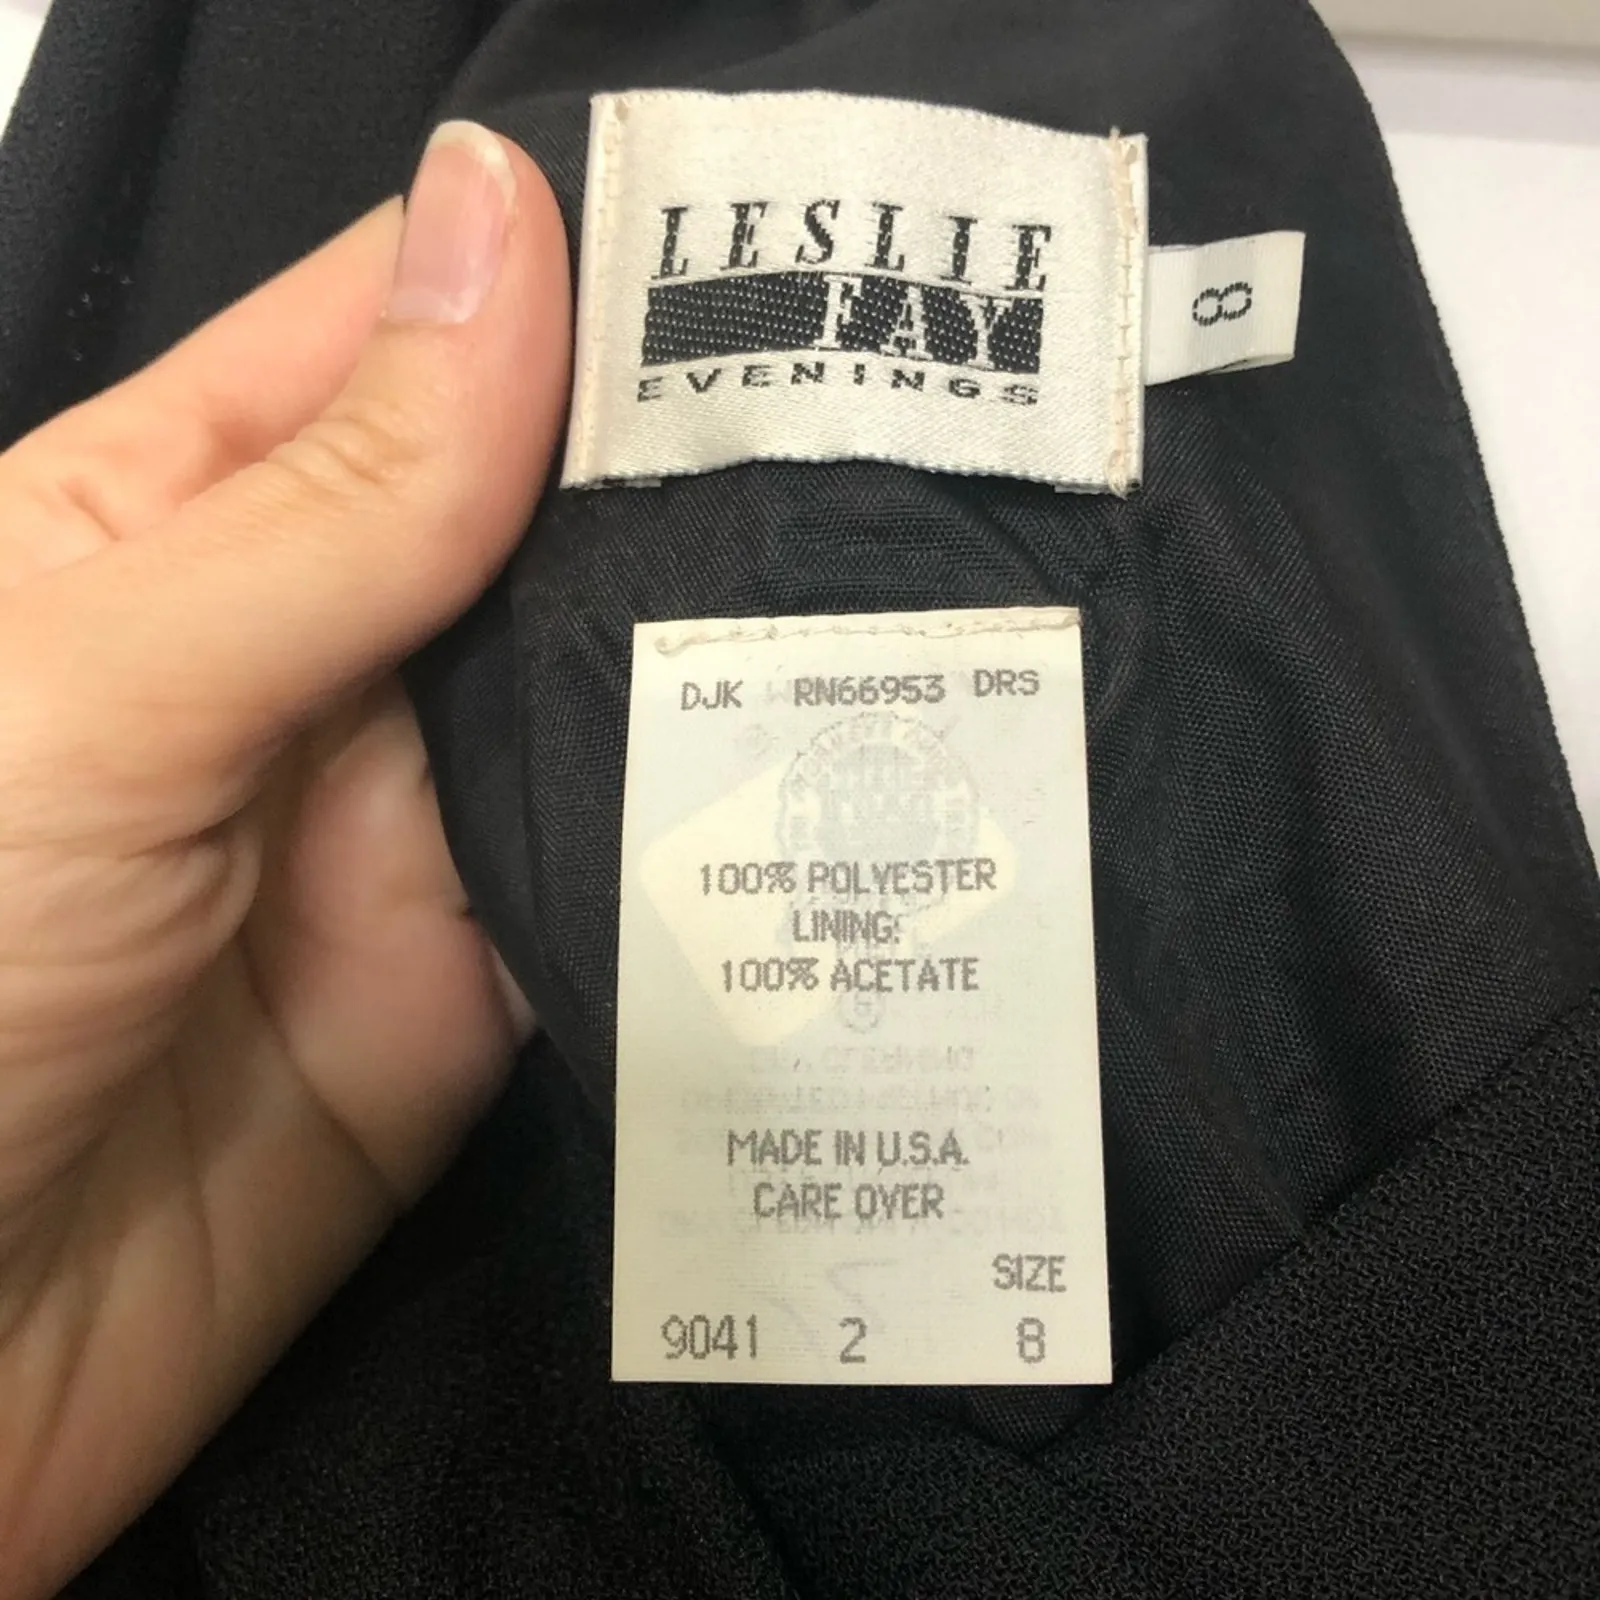 LESLIE
FAY
EVENINGS
8
DJK RN66953 DRS
100% POLYESTER
LINING:
100% ACETATE
MADE IN U.S.A.
CARE OVER
SIZE
9041 2 8